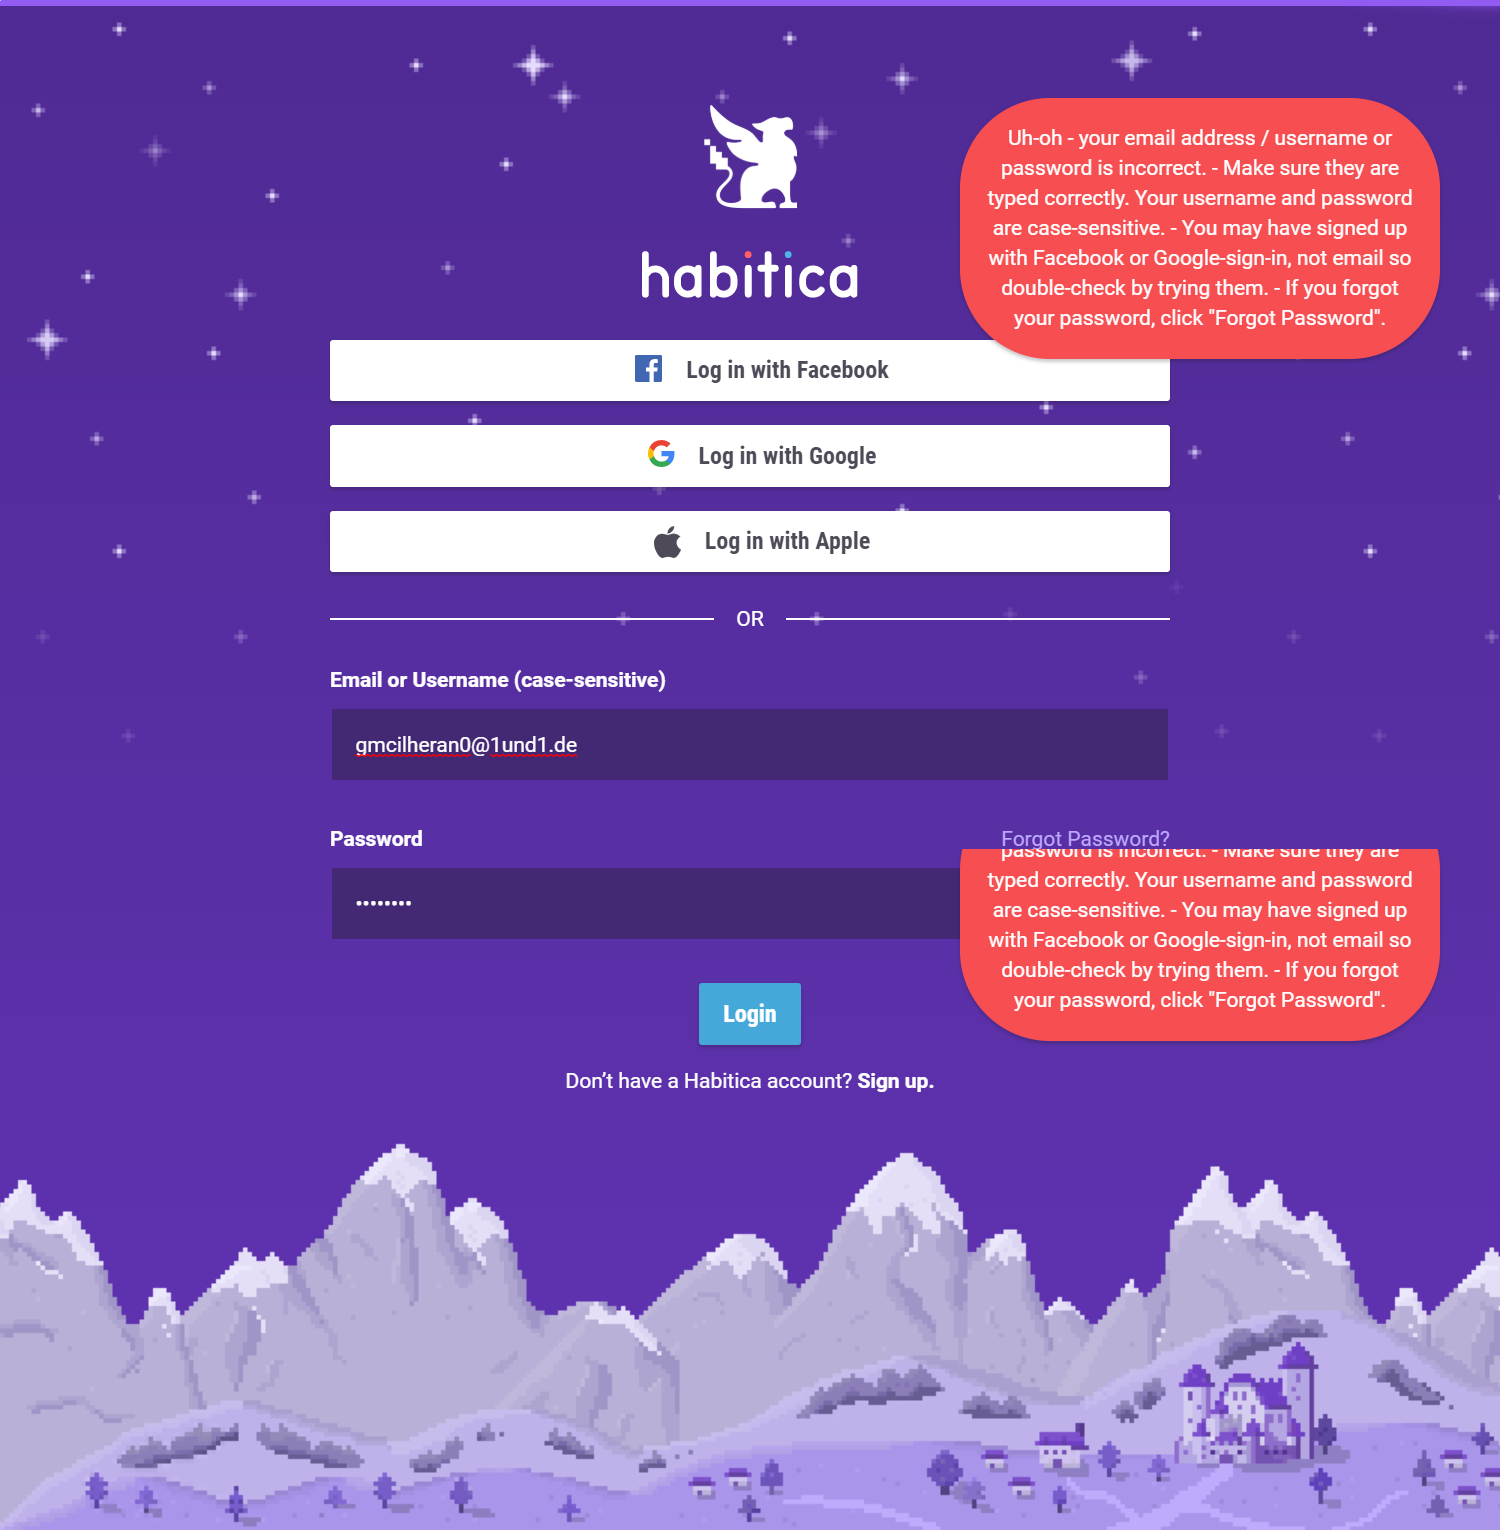 Uh-oh - your email address / username or
password is incorrect. - Make sure they are
typed correctly. Your username and password
are case-sensitive. - You may have signed up
with Facebook or Google-sign-in, not email so
double-check by trying them. - If you forgot
your password, click "Forgot Password".
habitica
Log in with Facebook
Log in with Google
Log in with Apple
OR
Email or Username (case-sensitive)
gmcilheran0@1und1.de
Password
Forgot Password?
••••••••
password is incorrect. - Make sure they are
typed correctly. Your username and password
are case-sensitive. - You may have signed up
with Facebook or Google-sign-in, not email so
double-check by trying them. - If you forgot
your password, click "Forgot Password".
Login
Don’t have a Habitica account? Sign up.